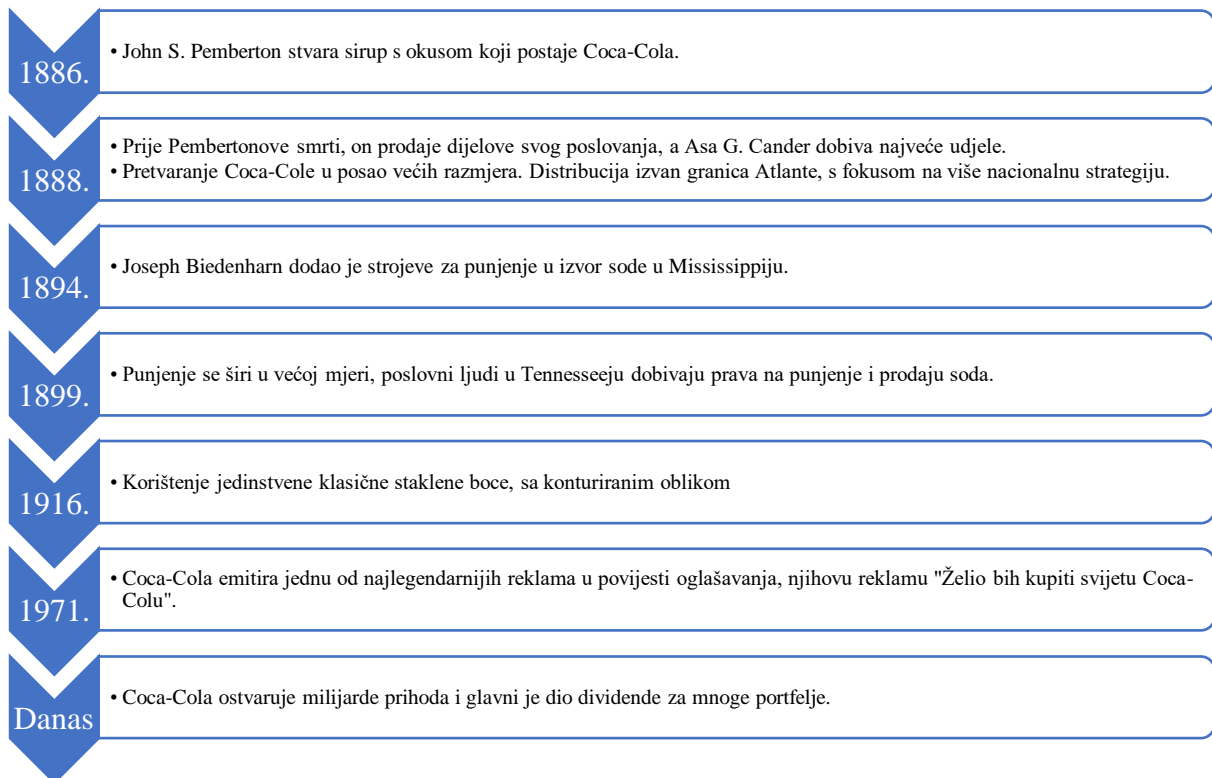 1886.
• John S. Pemberton stvara sirup s okusom koji postaje Coca-Cola.
1888.
• Prije Pembertonove smrti, on prodaje dijelove svog poslovanja, a Asa G. Cander dobiva najveće udjele.
• Pretvaranje Coca-Cole u posao većih razmjera. Distribucija izvan granica Atlante, s fokusom na više nacionalnu strategiju.
1894.
• Joseph Biedenharn dodao je strojeve za punjenje u izvor sode u Mississippiju.
1899.
• Punjenje se širi u većoj mjeri, poslovni ljudi u Tennesseeju dobivaju prava na punjenje i prodaju soda.
1916.
• Korištenje jedinstvene klasične staklene boce, sa konturiranim oblikom
1971.
• Coca-Cola emitira jednu od najlegendarnijih reklama u povijesti oglašavanja, njihovu reklamu "Želio bih kupiti svijetu Coca-
Colu".
Danas
• Coca-Cola ostvaruje milijarde prihoda i glavni je dio dividende za mnoge portfelje.